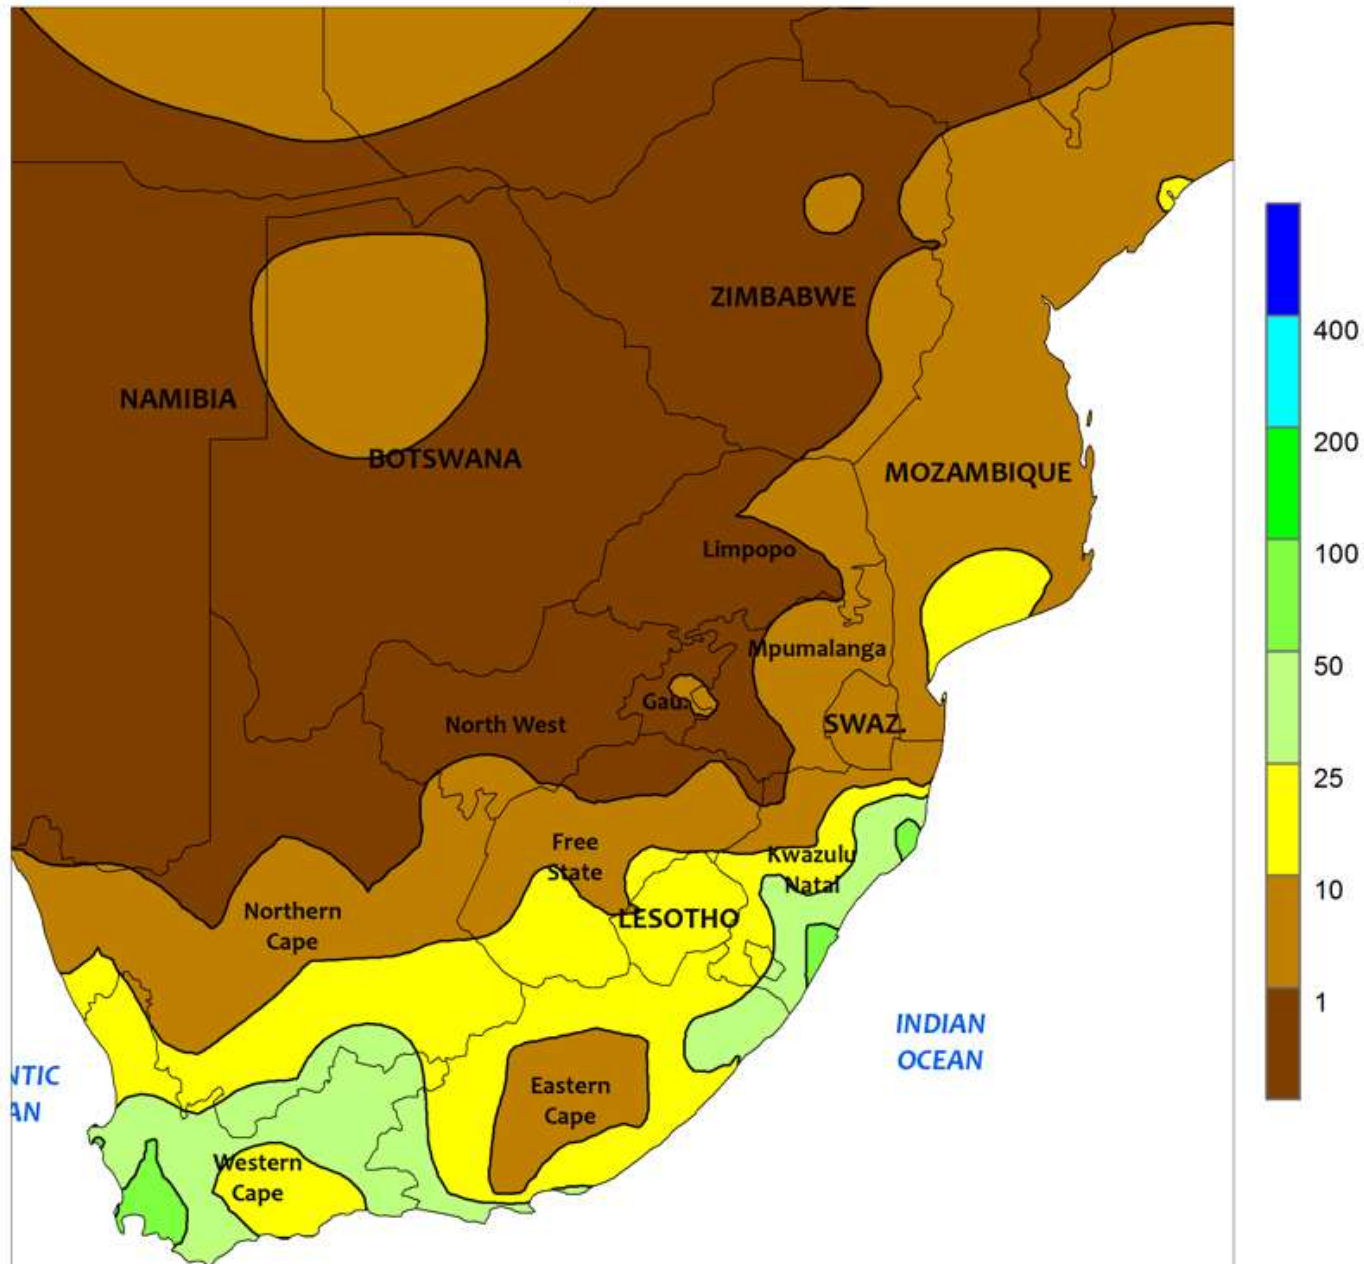 ZIMBABWE
NAMIBIA
BOTSWANA
MOZAMBIQUE
Limpopo
Mpumalanga
North West
SWAZ.
Free
State
Kwazulu
Natal
Northern
Cape
LESOTHO
INDIAN
OCEAN
NTIC
AN
Eastern
Cape
Western
Cape
400
200
100
50
25
10
1